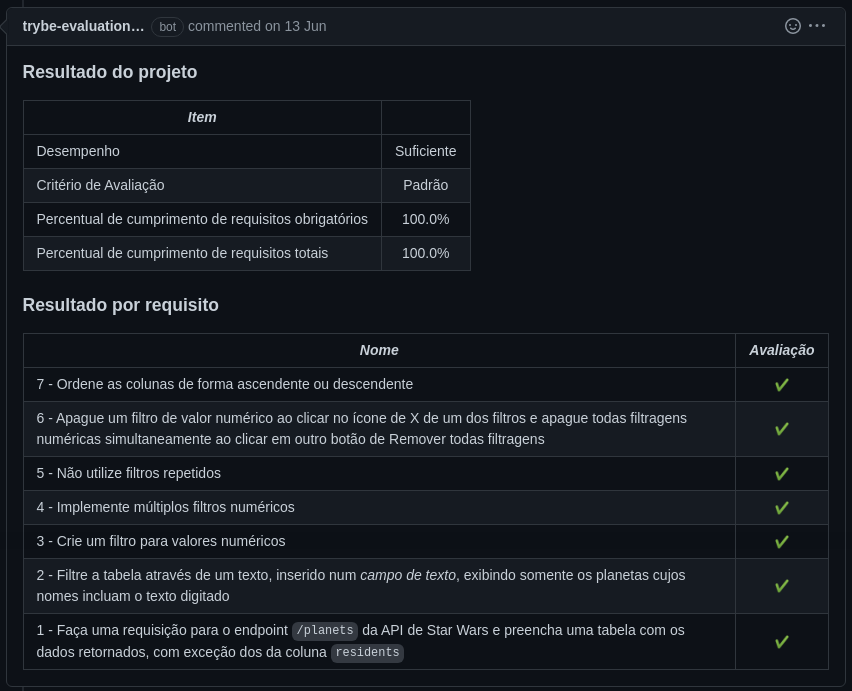 trybe-evaluation… bot commented on 13 Jun
Resultado do projeto
Item
Desempenho Suficiente
Critério de Avaliação Padrão
Percentual de cumprimento de requisitos obrigatórios 100.0%
Percentual de cumprimento de requisitos totais 100.0%
Resultado por requisito
Nome Avaliação
7 - Ordene as colunas de forma ascendente ou descendente
6 - Apague um filtro de valor numérico ao clicar no ícone de X de um dos filtros e apague todas filtragens
numéricas simultaneamente ao clicar em outro botão de Remover todas filtragens
5 - Não utilize filtros repetidos
4 - Implemente múltiplos filtros numéricos
3 - Crie um filtro para valores numéricos
2 - Filtre a tabela através de um texto, inserido num campo de texto, exibindo somente os planetas cujos
nomes incluam o texto digitado
1 - Faça uma requisição para o endpoint /planets da API de Star Wars e preencha uma tabela com os
dados retornados, com exceção dos da coluna residents